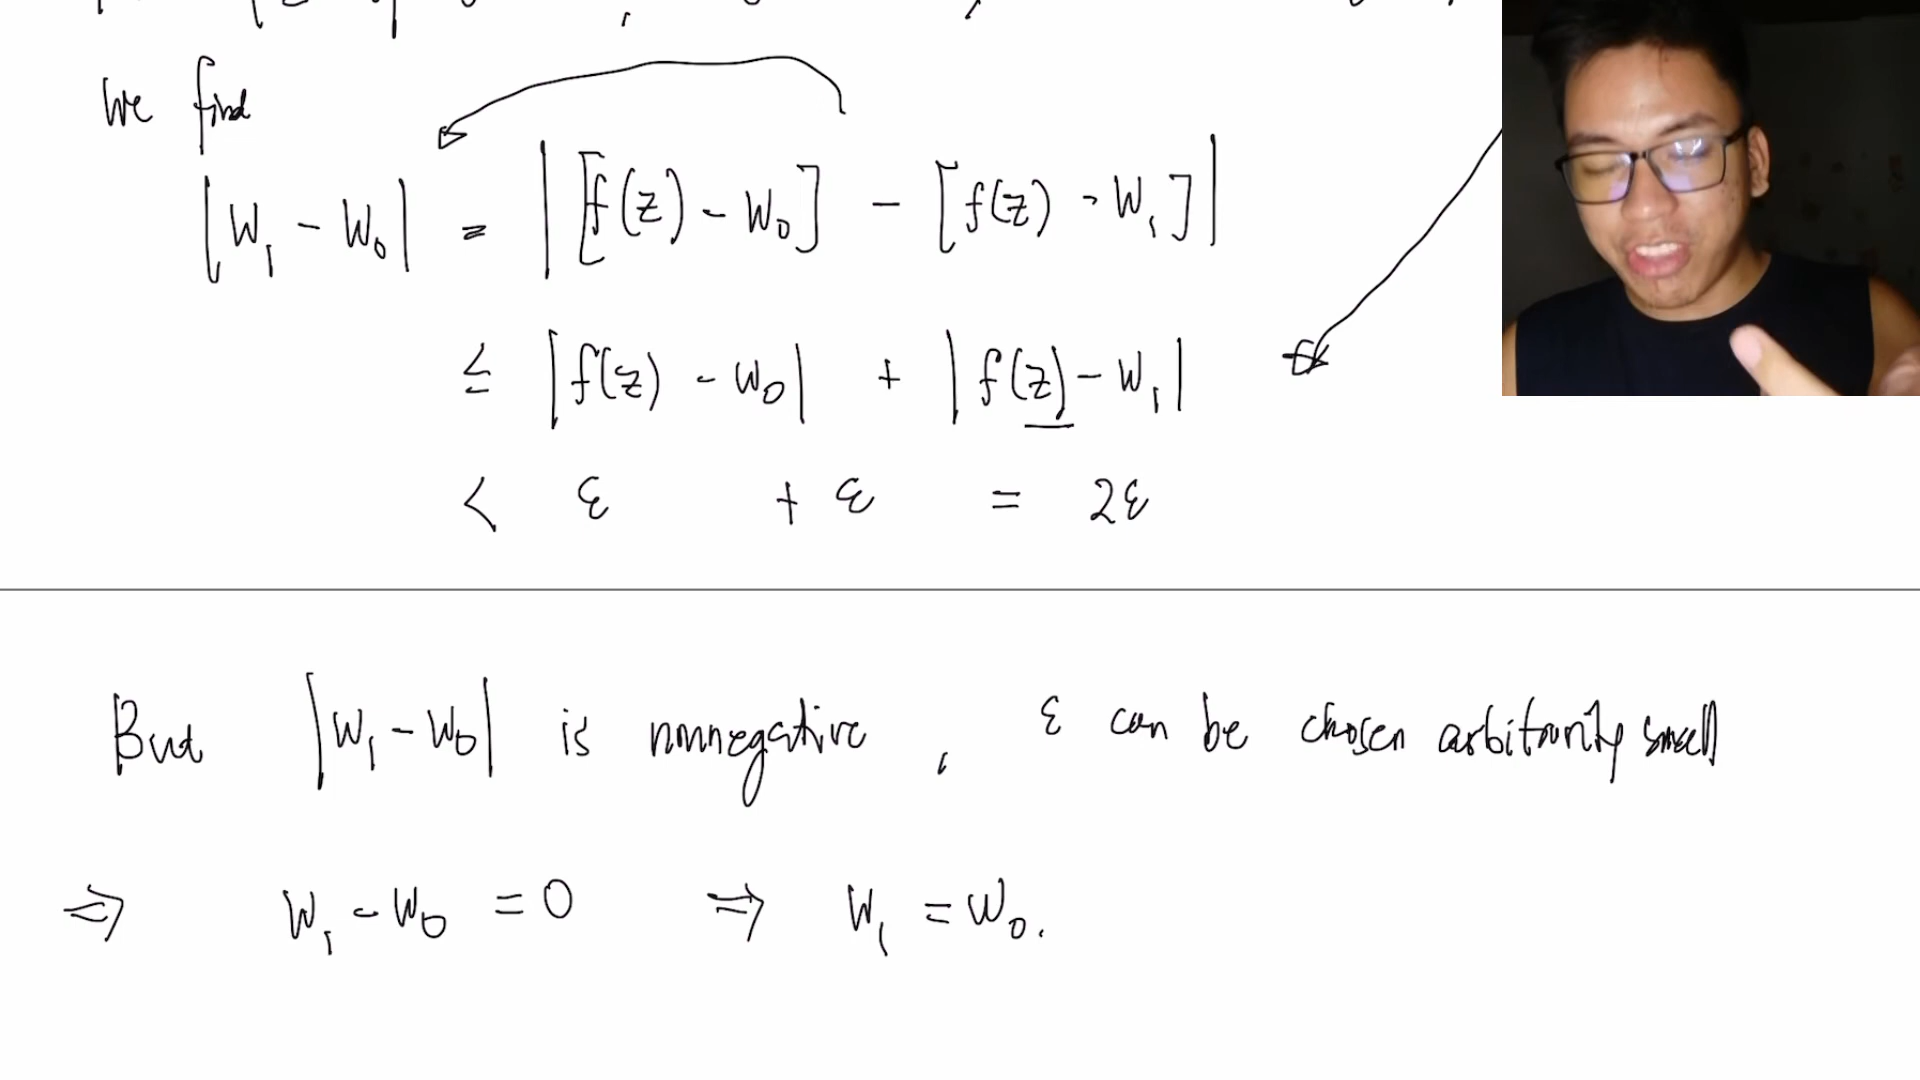 We find
|w₁ - w₀| = |[f(z) - w₀] - [f(z) - w₁]|
≤ |f(z) - w₀| + |f(z) - w₁|
< ε + ε = 2ε
But |w₁ - w₀| is nonnegative, ε can be chosen arbitrarily small
⇒ w₁ - w₀ = 0 ⇒ w₁ = w₀.